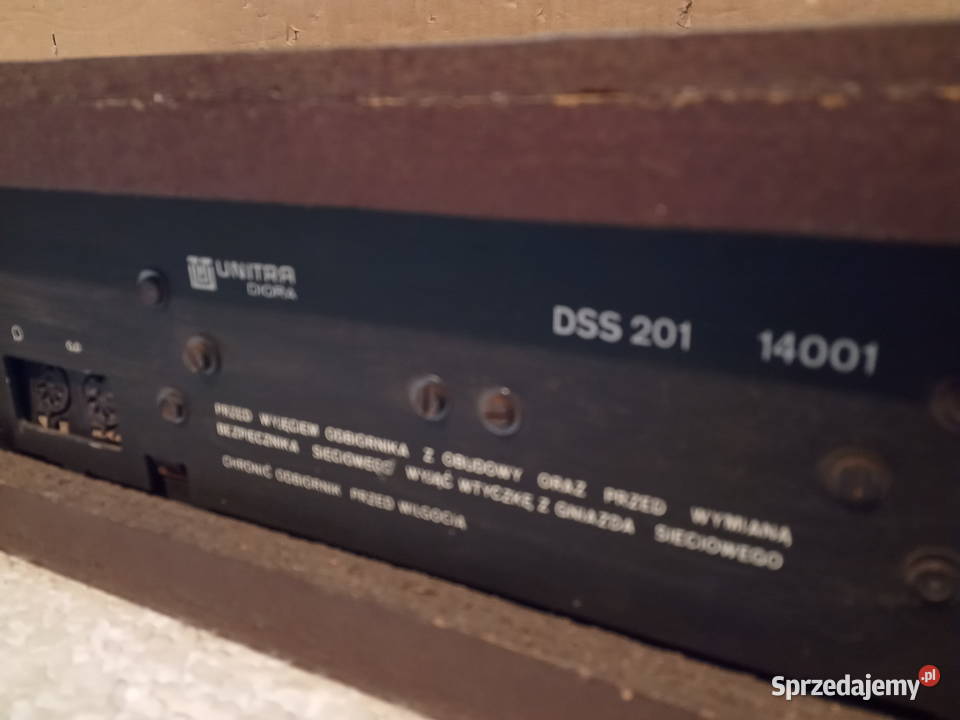 UNITRA
DIORA
DSS 201 14001
PRZED WYJĘCIEM ODBIORNIKA Z OBUDOWY ORAZ PRZED WYMIANĄ
BEZPIECZNIKA SIECIOWEGO WYJĄĆ WTYCZKĘ Z GNIAZDA SIECIOWEGO
CHRONIĆ ODBIORNIK PRZED WILGOCIĄ
Sprzedajemy.pl